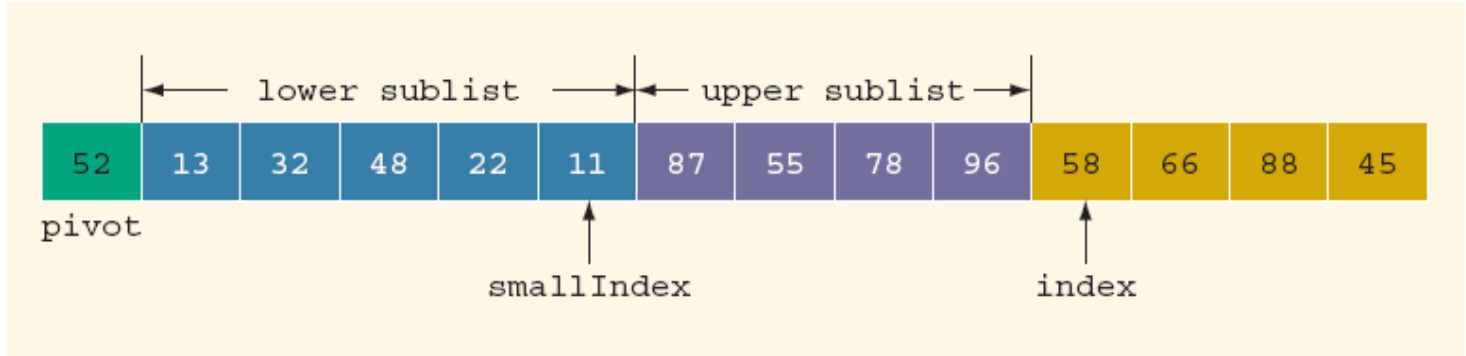 lower sublist upper sublist
52 13 32 48 22 11 87 55 78 96 58 66 88 45
pivot
smallIndex index